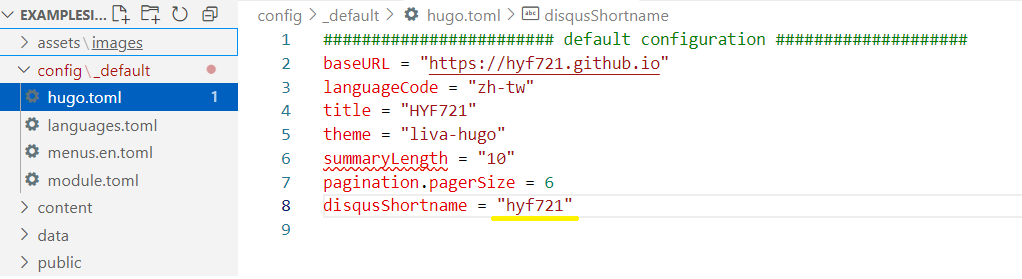 EXAMPLESI...
assets\images
config\_default
hugo.toml 1
languages.toml
menus.en.toml
module.toml
content
data
public
config > _default > hugo.toml > abc disqusShortname
1 ######################## default configuration ####################
2 baseURL = "https://hyf721.github.io"
3 languageCode = "zh-tw"
4 title = "HYF721"
5 theme = "liva-hugo"
6 summaryLength = "10"
7 pagination.pagerSize = 6
8 disqusShortname = "hyf721"
9